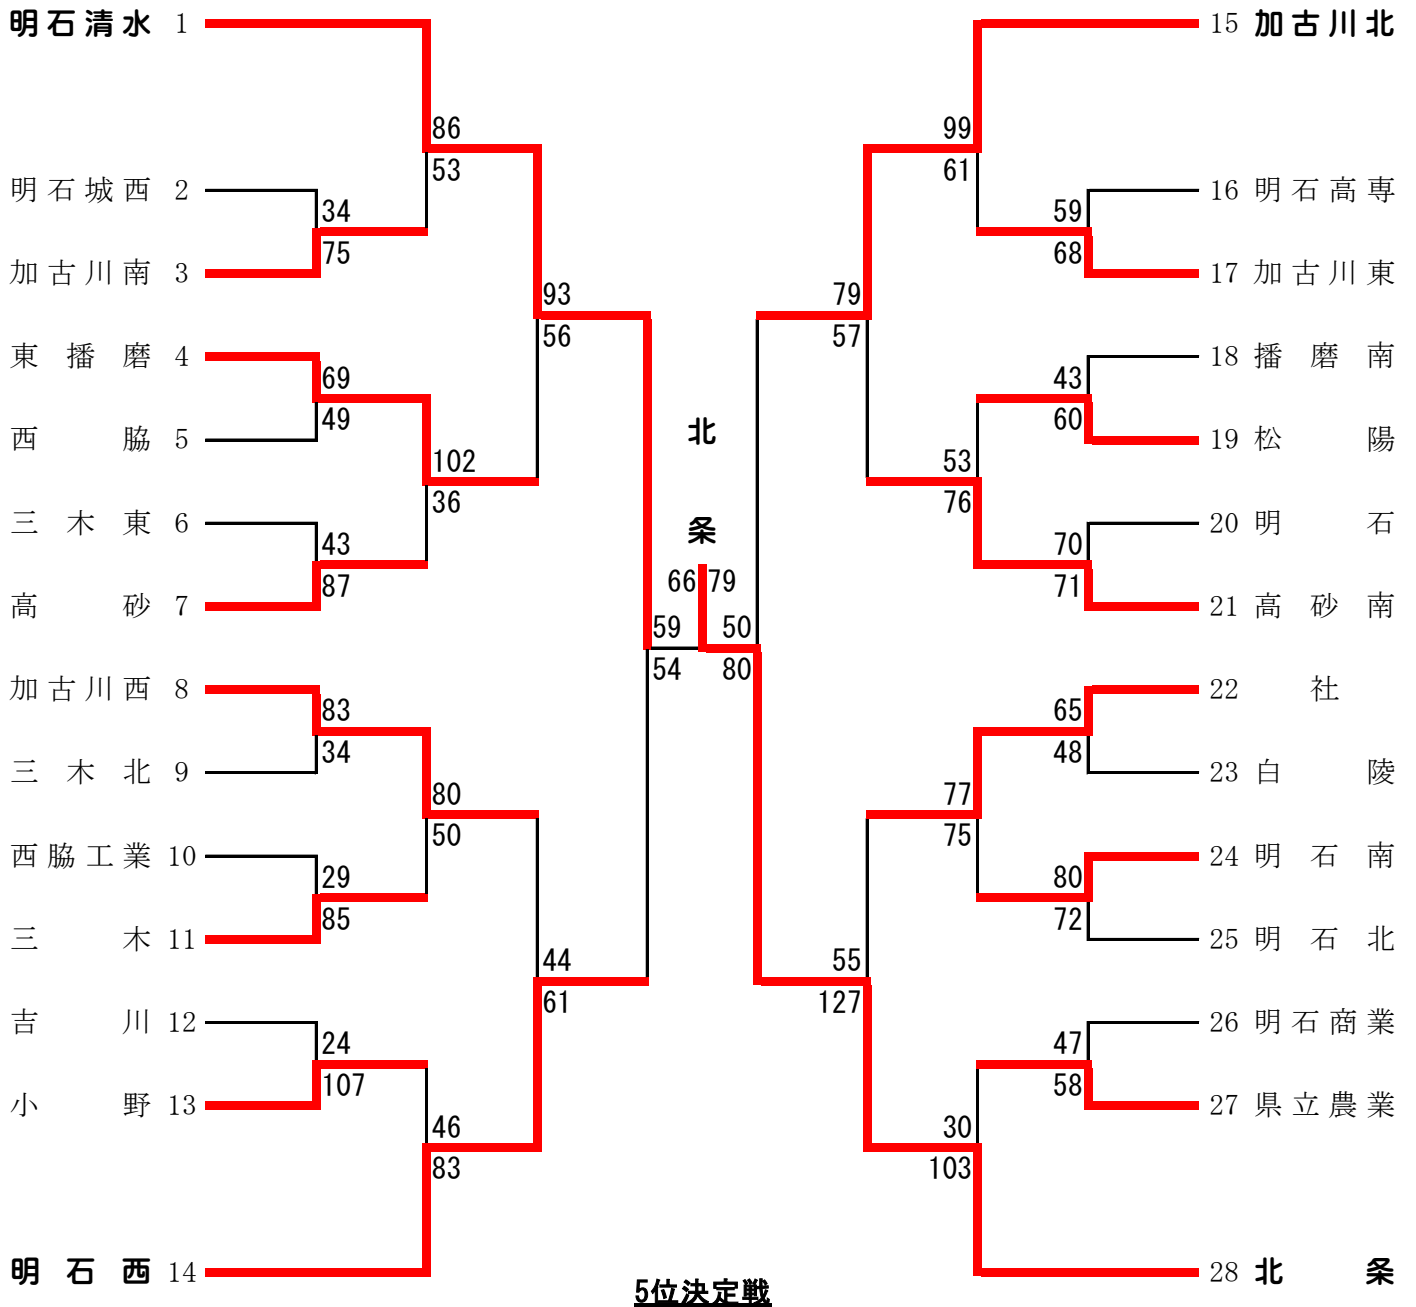 明石清水 1
15 加古川北
86
99
53
61
明石城西 2
16 明石高専
34
59
75
68
加古川南 3
17 加古川東
93
79
56
57
東播磨 4
18 播磨南
69
43
49
60
西脇 5
19 松陽
北
102
53
36
76
三木東 6
20 明石
条
43
70
87
71
66 79
高砂 7
21 高砂南
59
50
54
80
加古川西 8
22 社
83
65
34
48
三木北 9
23 白陵
80
77
50
75
西脇工業 10
24 明石南
29
80
85
72
三木 11
25 明石北
44
55
61
127
吉川 12
26 明石商業
24
47
107
58
小野 13
27 県立農業
46
30
83
103
明石西 14
28 北条
5位決定戦